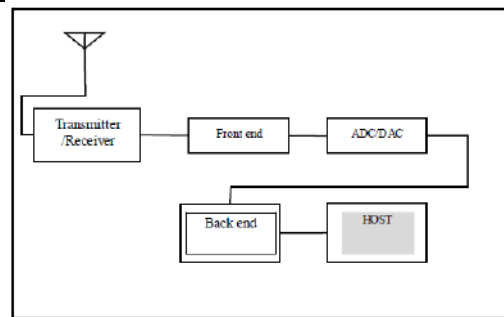 Transmitter
/Receiver
Front end
ADC/DAC
Back end
HOST